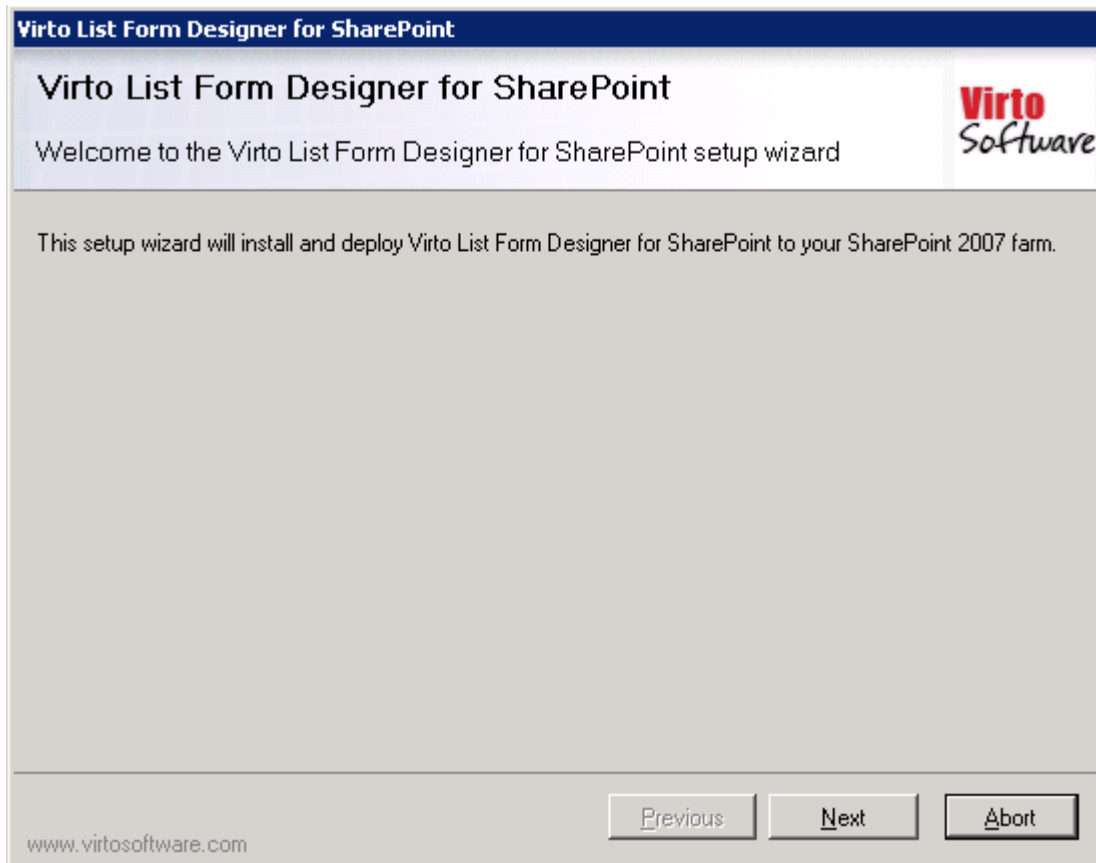 Virto List Form Designer for SharePoint
Virto List Form Designer for SharePoint
Virto
Software
Welcome to the Virto List Form Designer for SharePoint setup wizard
This setup wizard will install and deploy Virto List Form Designer for SharePoint to your SharePoint 2007 farm.
Previous
Next
Abort
www.virtosoftware.com